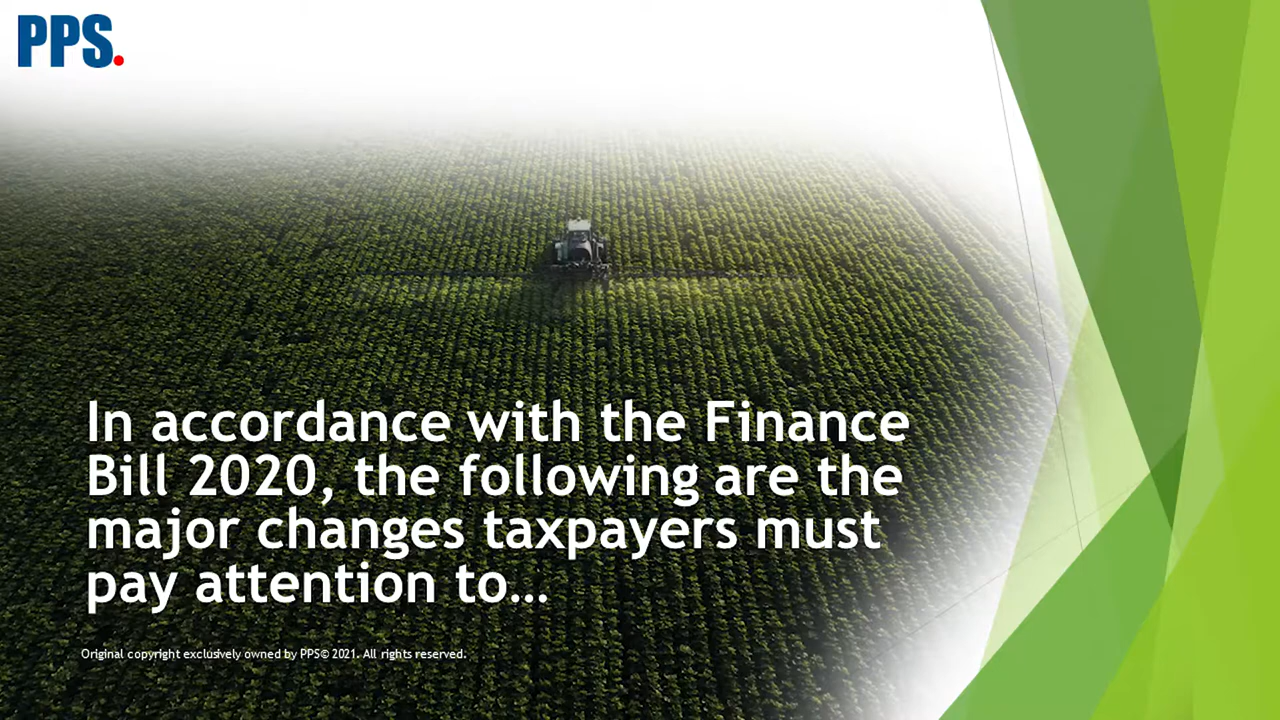 PPS.
In accordance with the Finance
Bill 2020, the following are the
major changes taxpayers must
pay attention to...
Original copyright exclusively owned by PPS© 2021. All rights reserved.